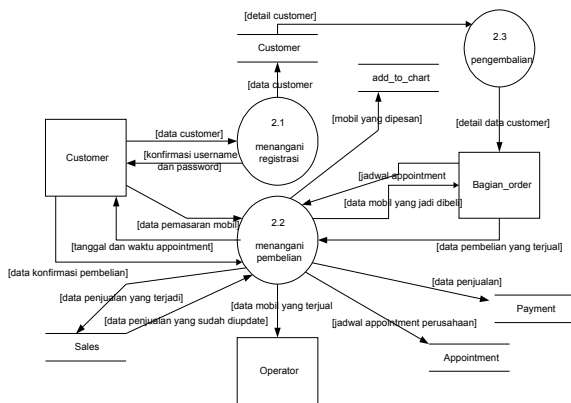 [detail customer]
2.3
pengembalian
Customer
add_to_chart
[data customer
2.1
menangani
registrasi
[mobil yang dipesan]
[detail data customer]
Customer
[data customer]
[konfirmasi username
dan password]
[jadwal appointment
Bagian_order
[data mobil yang jadi dibeli]
[data pemasaran mobil]
2.2
menangani
pembelian
[tanggal dan waktu appointment]
[data pembelian yang terjual]
[data konfirmasi pembelian]
[data penjualan yang terjadi]
[data penjualan]
[data mobil yang terjual]
[data penjualan yang sudah diupdate]
[jadwal appointment perusahaan]
Payment
Sales
Appointment
Operator